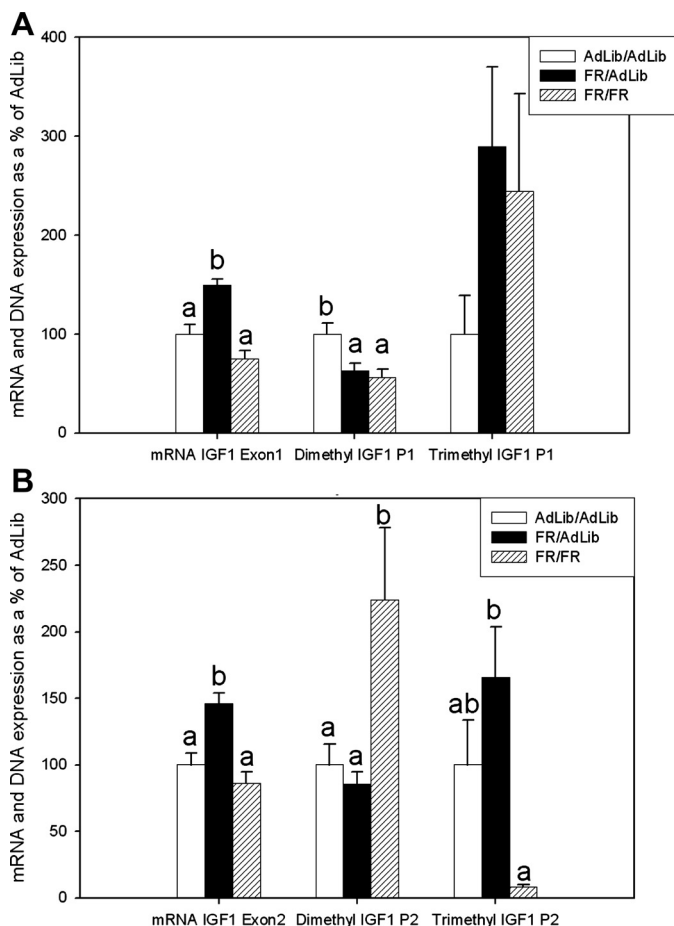 A
mRNA and DNA expression as a % of AdLib
400
300
200
100
0
AdLib/AdLib
FR/AdLib
FR/FR
a
b
a
b
a
a
mRNA IGF1 Exon1
Dimethyl IGF1 P1
Trimethyl IGF1 P1
B
mRNA and DNA expression as a % of AdLib
300
250
200
150
100
50
0
AdLib/AdLib
FR/AdLib
FR/FR
a
b
a
a
a
b
ab
b
a
mRNA IGF1 Exon2
Dimethyl IGF1 P2
Trimethyl IGF1 P2